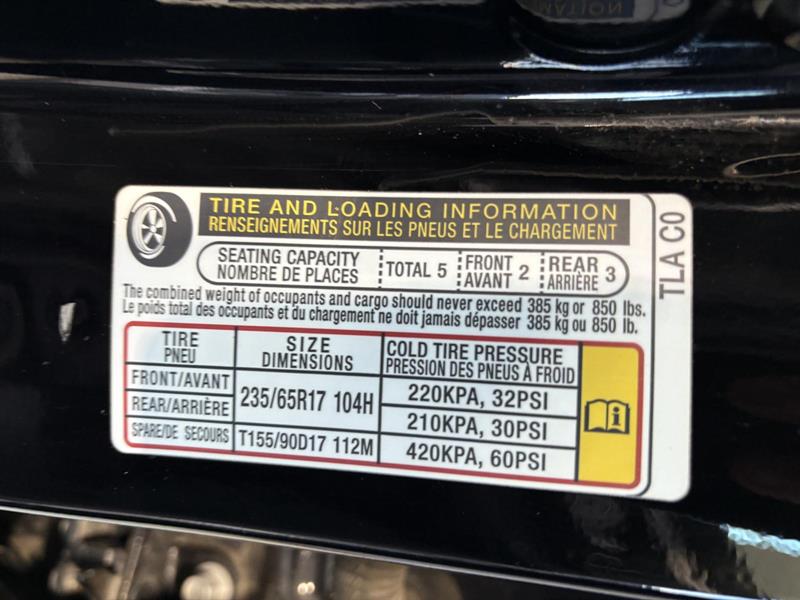 TIRE AND LOADING INFORMATION
RENSEIGNEMENTS SUR LES PNEUS ET LE CHARGEMENT
SEATING CAPACITY
NOMBRE DE PLACES
TOTAL 5
FRONT
AVANT 2
REAR
ARRIÈRE 3
The combined weight of occupants and cargo should never exceed 385 kg or 850 lbs.
Le poids total des occupants et du chargement ne doit jamais dépasser 385 kg ou 850 lb.
TIRE
PNEU
SIZE
DIMENSIONS
COLD TIRE PRESSURE
PRESSION DES PNEUS À FROID
FRONT/AVANT
235/65R17 104H
220KPA, 32PSI
REAR/ARRIÈRE
210KPA, 30PSI
SPARE/DE SECOURS
T155/90D17 112M
420KPA, 60PSI
TLA C0